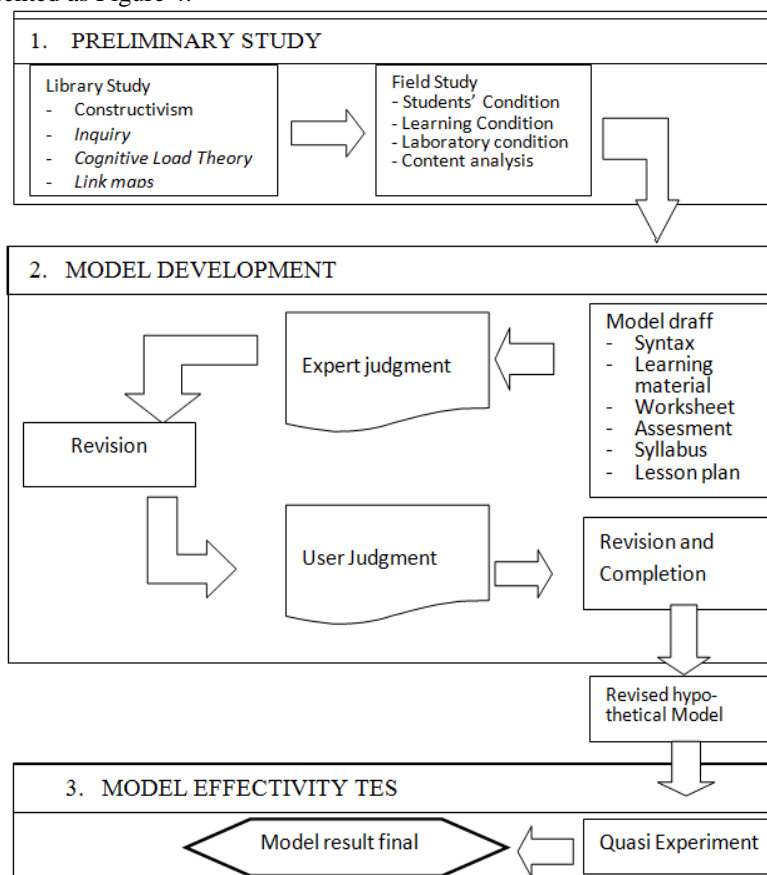 1. PRELIMINARY STUDY
Library Study
- Constructivism
- Inquiry
- Cognitive Load Theory
- Link maps
Field Study
- Students’ Condition
- Learning Condition
- Laboratory condition
- Content analysis
2. MODEL DEVELOPMENT
Model draff
- Syntax
- Learning
material
- Worksheet
- Assesment
- Syllabus
- Lesson plan
Expert judgment
Revision
User Judgment
Revision and
Completion
Revised hypo-
thetical Model
3. MODEL EFFECTIVITY TES
Quasi Experiment
Model result final